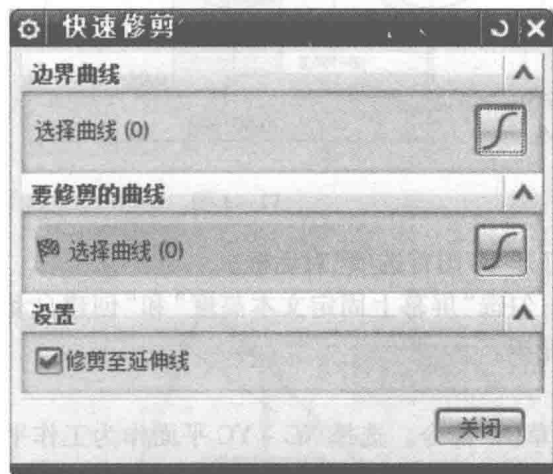 快速修剪
边界曲线
选择曲线 (0)
要修剪的曲线
选择曲线 (0)
设置
修剪至延伸线
关闭